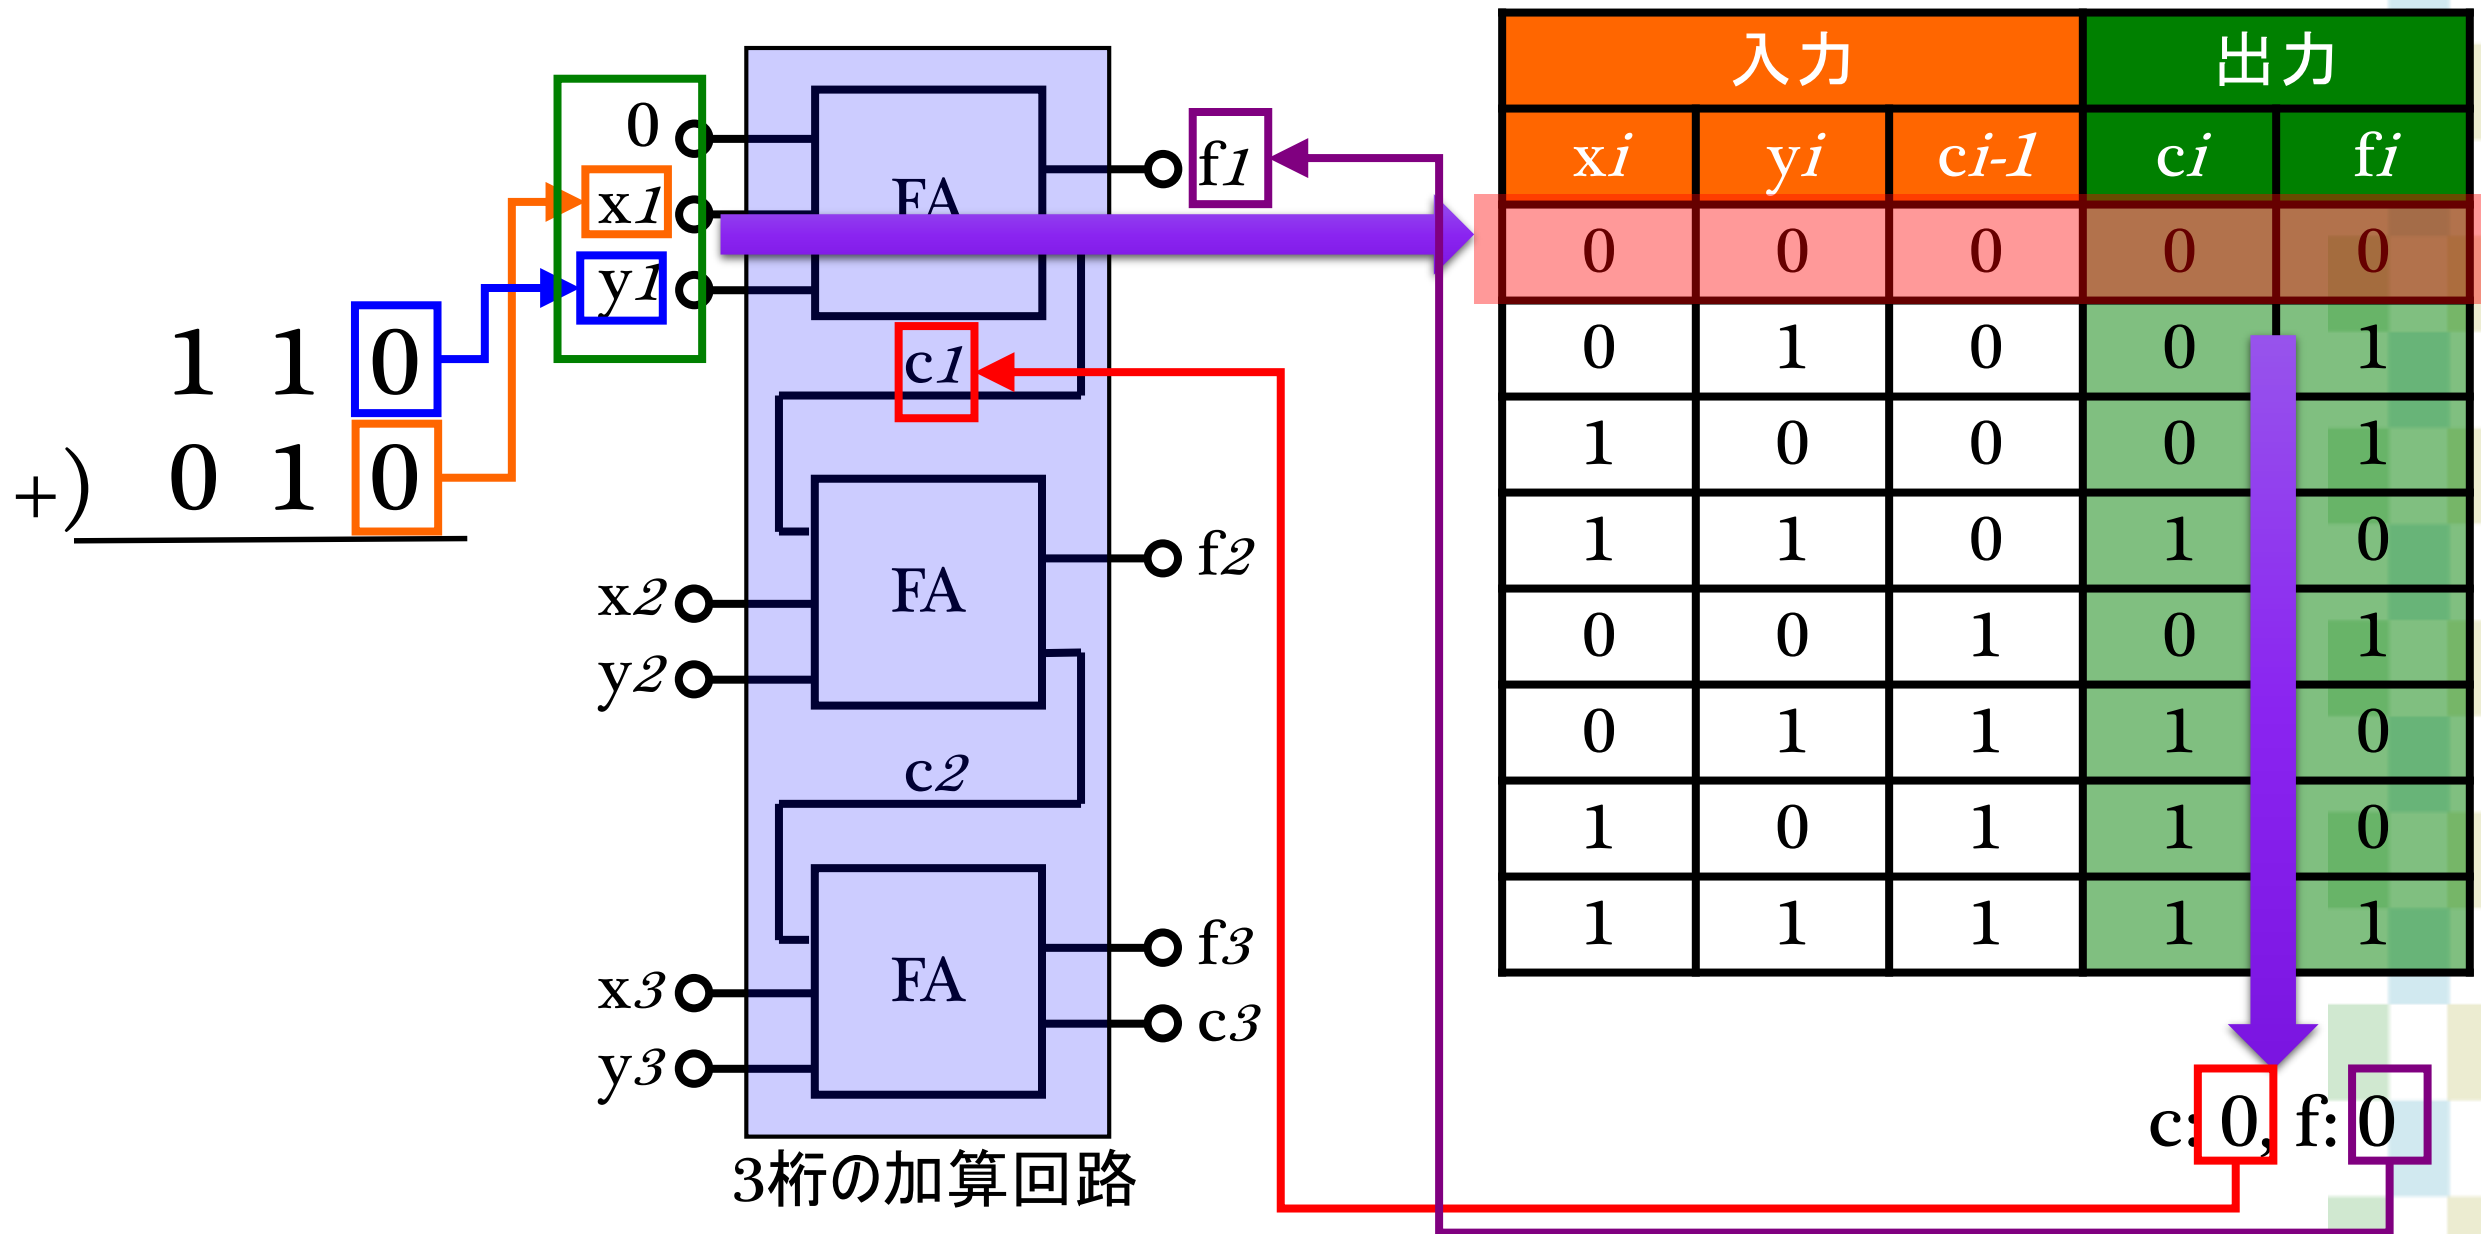 1 1 0
+) 0 1 0
0
x1
y1
FA
f1
c1
x2
y2
FA
f2
c2
x3
y3
FA
f3
c3
3桁の加算回路
入力 出力
xi yi ci-1 ci fi
0 0 0 0 0
0 1 0 0 1
1 0 0 0 1
1 1 0 1 0
0 0 1 0 1
0 1 1 1 0
1 0 1 1 0
1 1 1 1 1
c: 0, f: 0